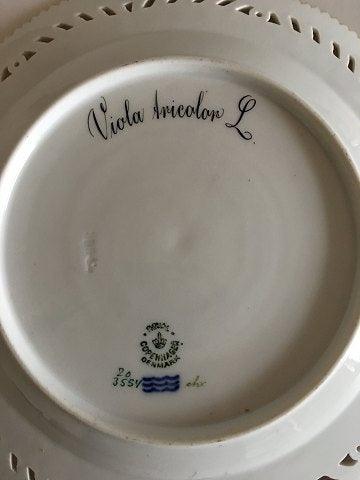 Viola tricolor L
ROYAL
COPENHAGEN
DENMARK
20
3554